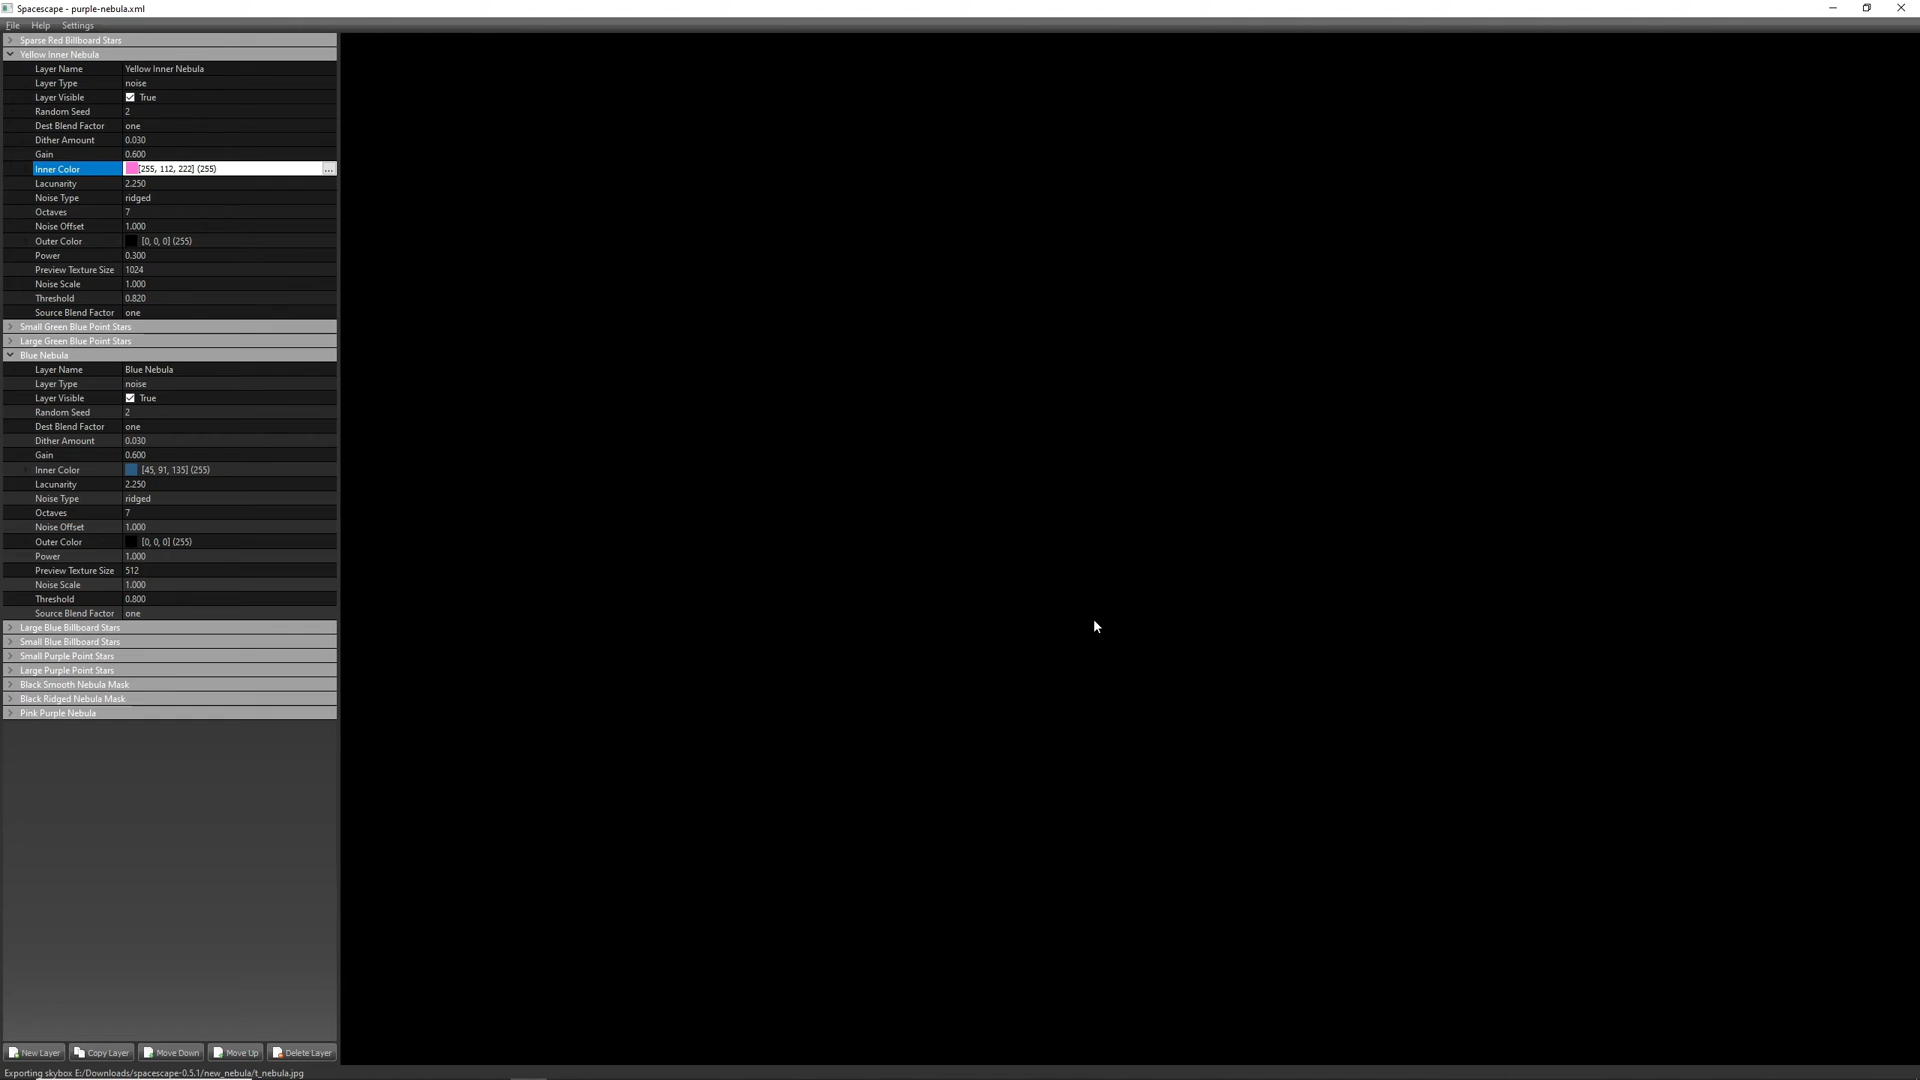 Spacescape - purple-nebula.xml
File Help Settings
Sparse Red Billboard Stars
Yellow Inner Nebula
Layer Name Yellow Inner Nebula
Layer Type noise
Layer Visible True
Random Seed 2
Dest Blend Factor one
Dither Amount 0.030
Gain 0.600
Inner Color [255, 112, 222] (255) ...
Lacunarity 2.250
Noise Type ridged
Octaves 7
Noise Offset 1.000
Outer Color [0, 0, 0] (255)
Power 0.300
Preview Texture Size 1024
Noise Scale 1.000
Threshold 0.820
Source Blend Factor one
Small Green Blue Point Stars
Large Green Blue Point Stars
Blue Nebula
Layer Name Blue Nebula
Layer Type noise
Layer Visible True
Random Seed 2
Dest Blend Factor one
Dither Amount 0.030
Gain 0.600
Inner Color [45, 91, 135] (255)
Lacunarity 2.250
Noise Type ridged
Octaves 7
Noise Offset 1.000
Outer Color [0, 0, 0] (255)
Power 1.000
Preview Texture Size 512
Noise Scale 1.000
Threshold 0.800
Source Blend Factor one
Large Blue Billboard Stars
Small Blue Billboard Stars
Small Purple Point Stars
Large Purple Point Stars
Black Smooth Nebula Mask
Black Ridged Nebula Mask
Pink Purple Nebula
New Layer Copy Layer Move Down Move Up Delete Layer
Exporting skybox E:/Downloads/spacescape-0.5.1/new_nebula/t_nebula.jpg